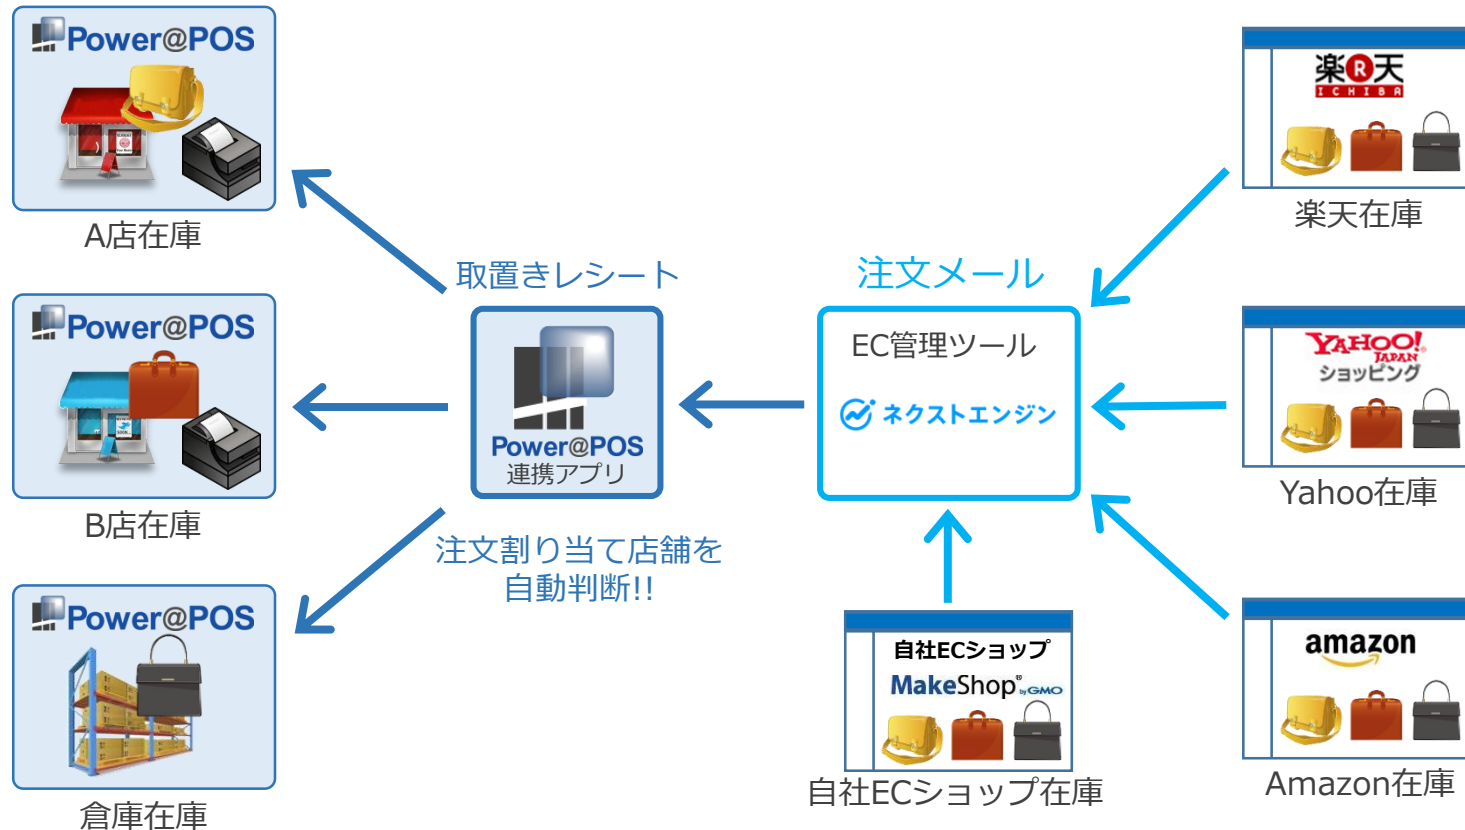 Power@POS
A店在庫
Power@POS
B店在庫
Power@POS
倉庫在庫
取置きレシート
Power@POS
連携アプリ
注文割り当て店舗を
自動判断!!
注文メール
EC管理ツール
ネクストエンジン
自社ECショップ
MakeShop® byGMO
自社ECショップ在庫
楽R天
ICHIBA
楽天在庫
YAHOO!
JAPAN
ショッピング
Yahoo在庫
amazon
Amazon在庫